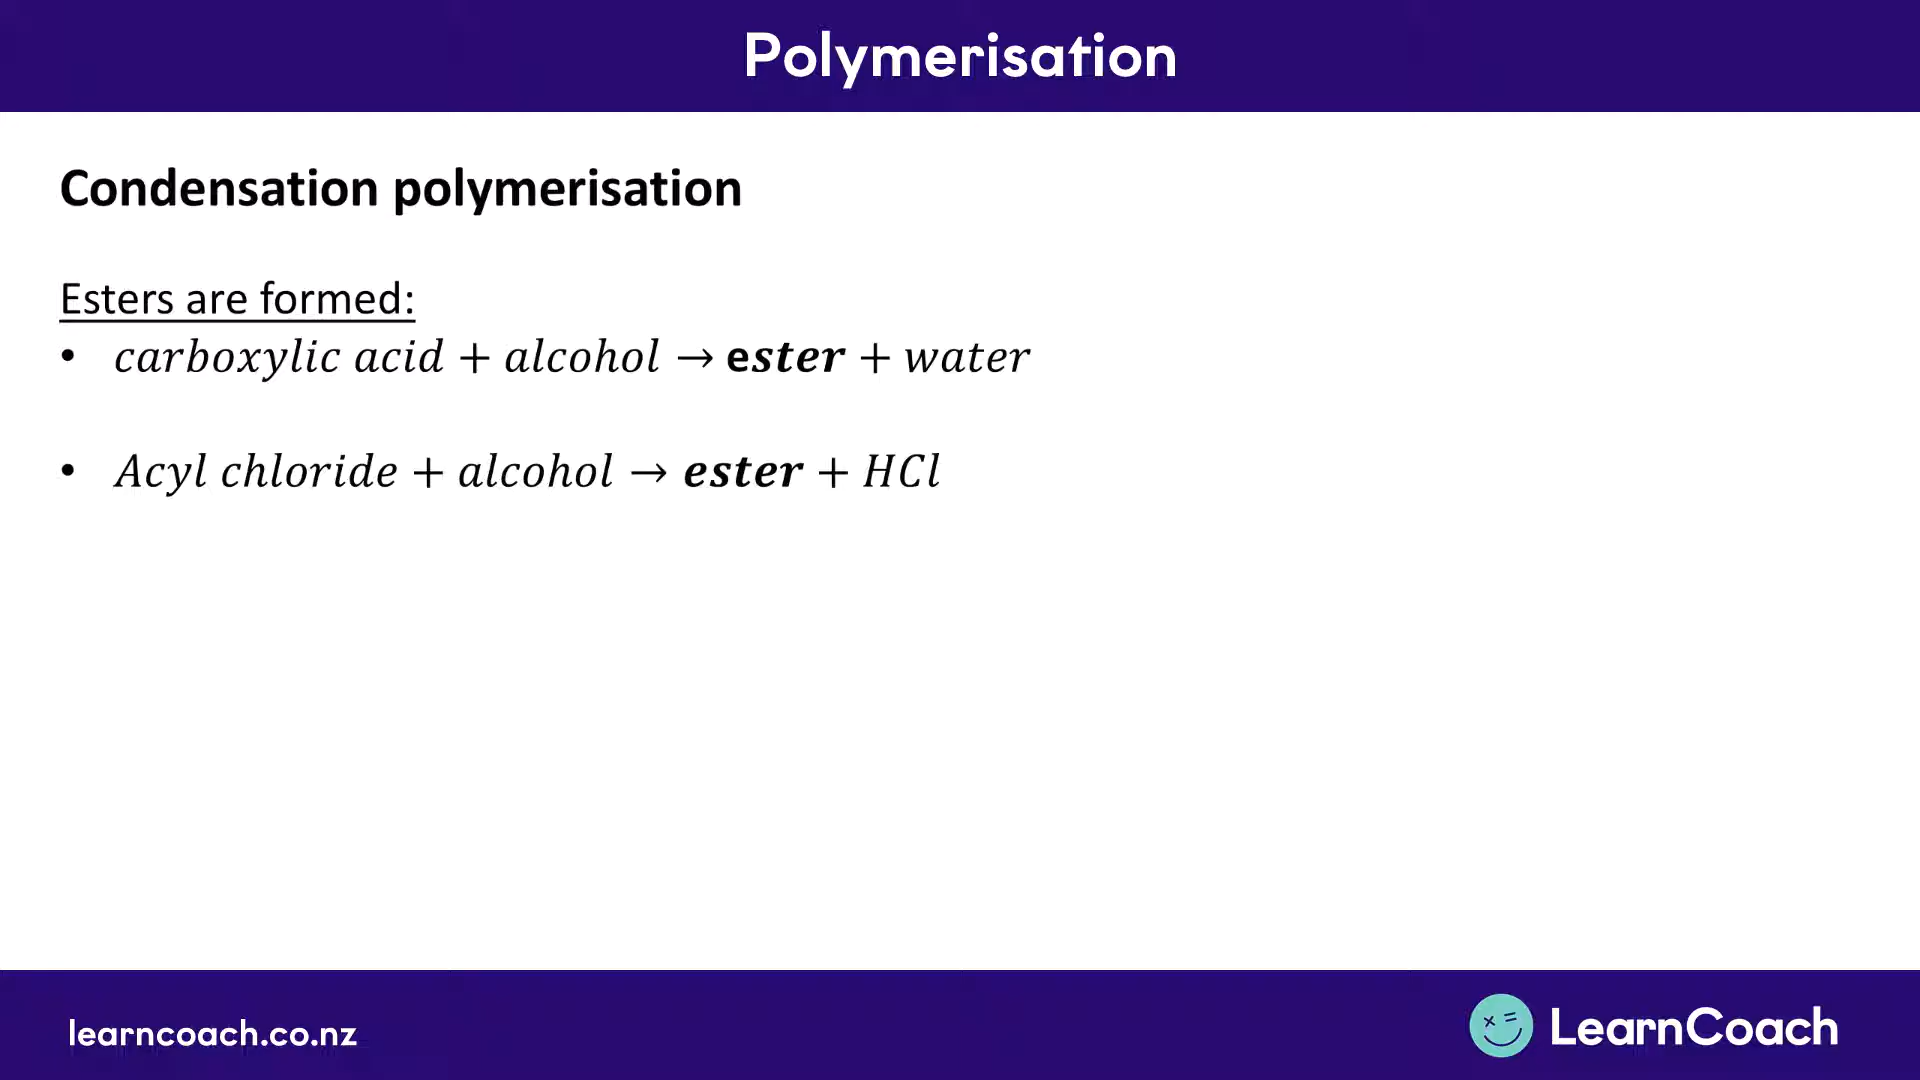 Polymerisation
Condensation polymerisation
Esters are formed:
• carboxylic acid + alcohol → ester + water
• Acyl chloride + alcohol → ester + HCl
learncoach.co.nz
LearnCoach